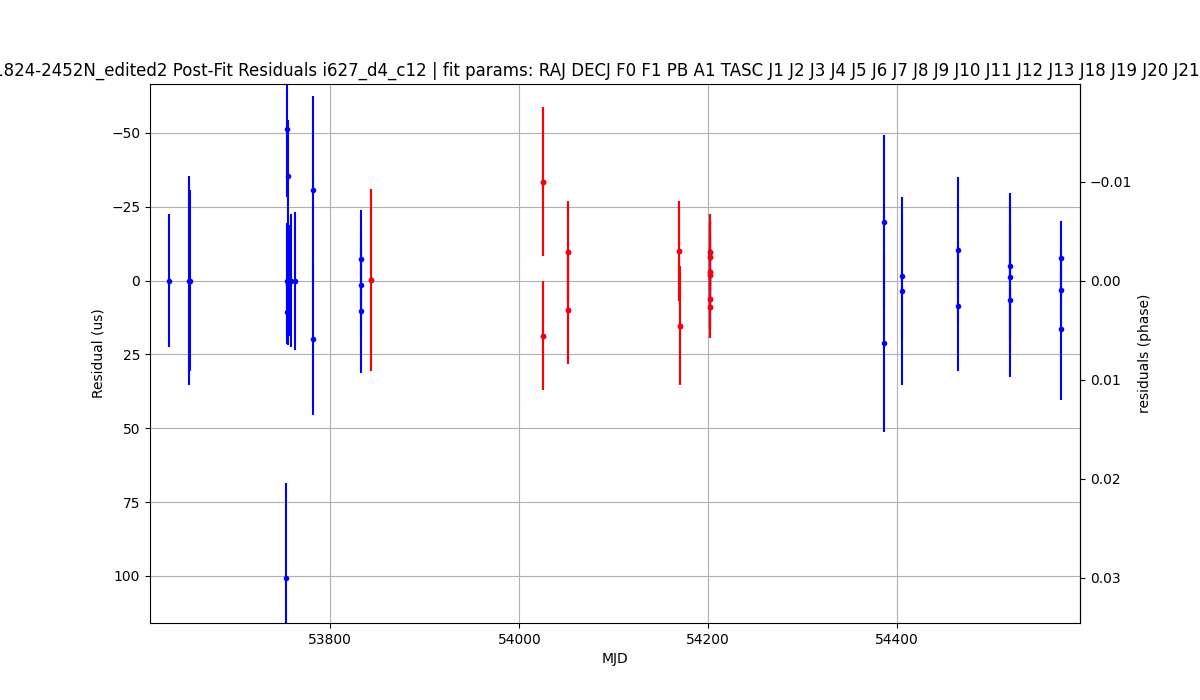 824-2452N_edited2 Post-Fit Residuals i627_d4_c12 | fit params: RAJ DECJ F0 F1 PB A1 TASC J1 J2 J3 J4 J5 J6 J7 J8 J9 J10 J11 J12 J13 J18 J19 J20 J21
Residual (us)
−50
−25
0
25
50
75
100
−0.01
0.00
0.01
0.02
0.03
residuals (phase)
53800 54000 54200 54400
MJD